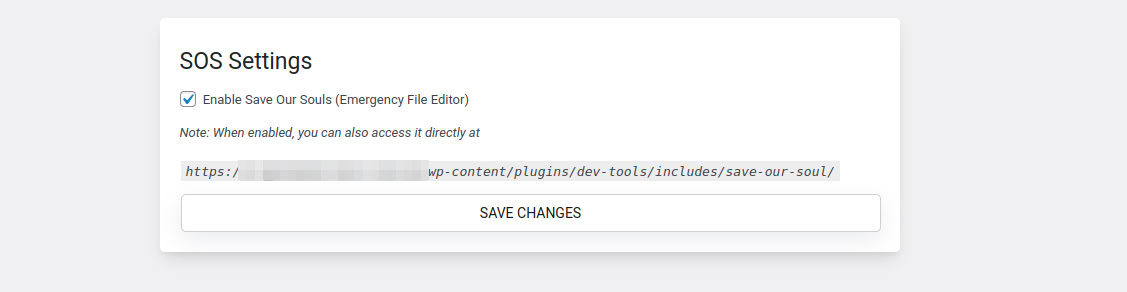 SOS Settings
Enable Save Our Souls (Emergency File Editor)
Note: When enabled, you can also access it directly at
https:/ wp-content/plugins/dev-tools/includes/save-our-soul/
SAVE CHANGES